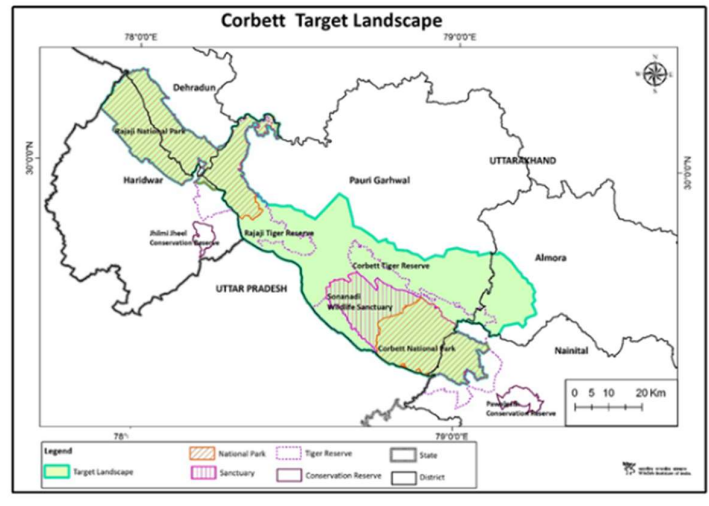 Corbett Target Landscape
78°0'0"E
79°0'0"E
Dehradun
30°0'0"N
30°0'0"N
Rajaji National Park
UTTARAKHAND
Haridwar
Pauri Garhwal
Jhilmi Jheel
Conservation Reserve
Rajaji Tiger Reserve
Almora
Corbett Tiger Reserve
UTTAR PRADESH
Sonanadi
Wildlife Sanctuary
Corbett National Park
Nainital
Conservation Reserve
0 5 10 20 Km
78°
79°0'0"E
Legend
Target Landscape
National Park
Sanctuary
Tiger Reserve
Conservation Reserve
State
District